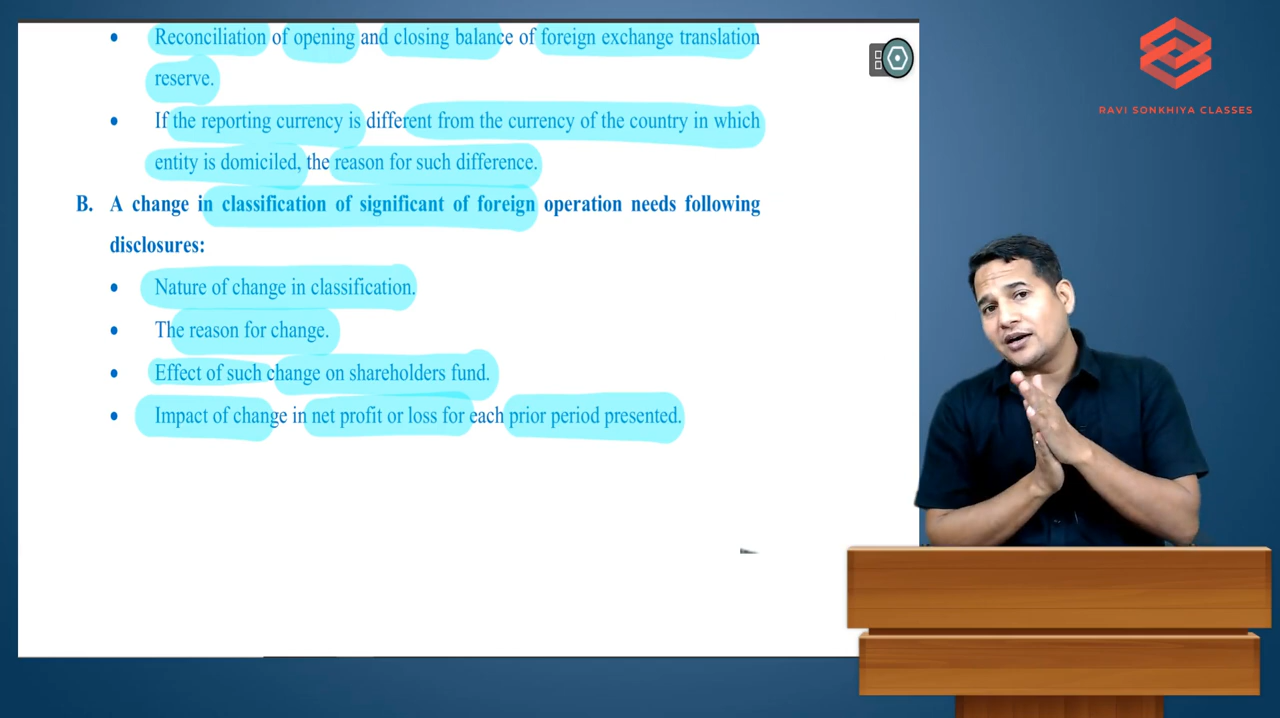 Reconciliation of opening and closing balance of foreign exchange translation
reserve.
If the reporting currency is different from the currency of the country in which
entity is domiciled, the reason for such difference.
B. A change in classification of significant of foreign operation needs following
disclosures:
Nature of change in classification.
The reason for change.
Effect of such change on shareholders fund.
Impact of change in net profit or loss for each prior period presented.
RAVI SONKHIYA CLASSES